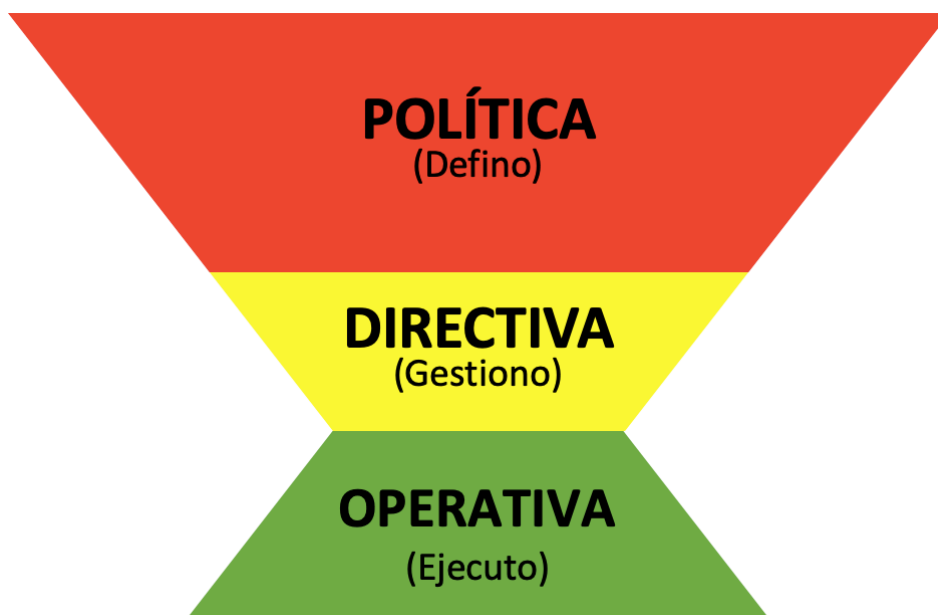 POLÍTICA
(Defino)
DIRECTIVA
(Gestiono)
OPERATIVA
(Ejecuto)